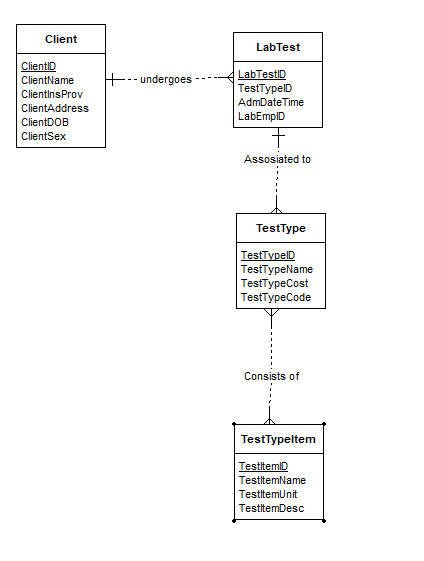 Client
ClientID
ClientName
ClientInsProv
ClientAddress
ClientDOB
ClientSex
undergoes
LabTest
LabTestID
TestTypeID
AdmDateTime
LabEmpID
Assosiated to
TestType
TestTypeID
TestTypeName
TestTypeCost
TestTypeCode
Consists of
TestTypeItem
TestItemID
TestItemName
TestItemUnit
TestItemDesc